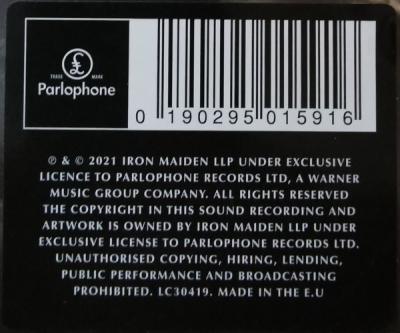 £
TRADE MARK
Parlophone
0 190295 015916
℗ & © 2021 IRON MAIDEN LLP UNDER EXCLUSIVE
LICENCE TO PARLOPHONE RECORDS LTD, A WARNER
MUSIC GROUP COMPANY. ALL RIGHTS RESERVED
THE COPYRIGHT IN THIS SOUND RECORDING AND
ARTWORK IS OWNED BY IRON MAIDEN LLP UNDER
EXCLUSIVE LICENSE TO PARLOPHONE RECORDS LTD.
UNAUTHORISED COPYING, HIRING, LENDING,
PUBLIC PERFORMANCE AND BROADCASTING
PROHIBITED. LC30419. MADE IN THE E.U